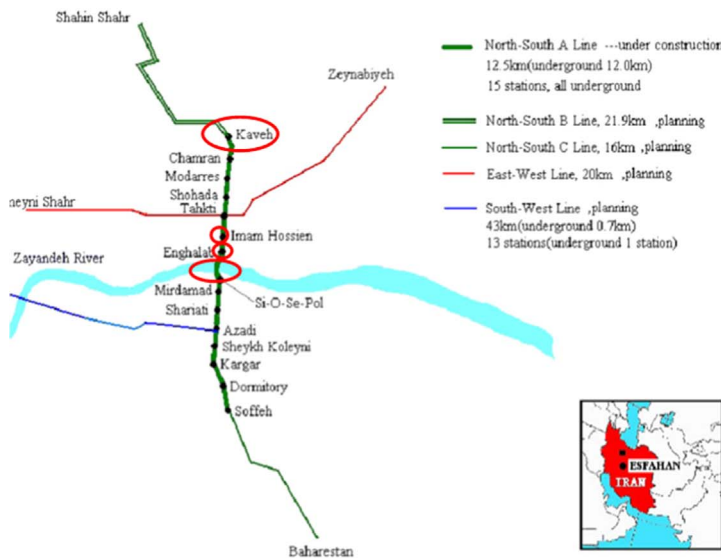 Shahin Shahr
Zeynabiyeh
Kaveh
Chamran
Modarres
Shohada
Tahkti
meyni Shahr
Imam Hossien
Enghalab
Zayandeh River
Mirdamad
Si-O-Se-Pol
Shariati
Azadi
Sheykh Koleyni
Kargar
Dormitory
Soffeh
Baharestan
North-South A Line ---under construction
12.5km(underground 12.0km)
15 stations, all underground
North-South B Line, 21.9km ,planning
North-South C Line, 16km ,planning
East-West Line, 20km ,planning
South-West Line ,planning
43km(underground 0.7km)
13 stations(underground 1 station)
ESFAHAN
IRAN